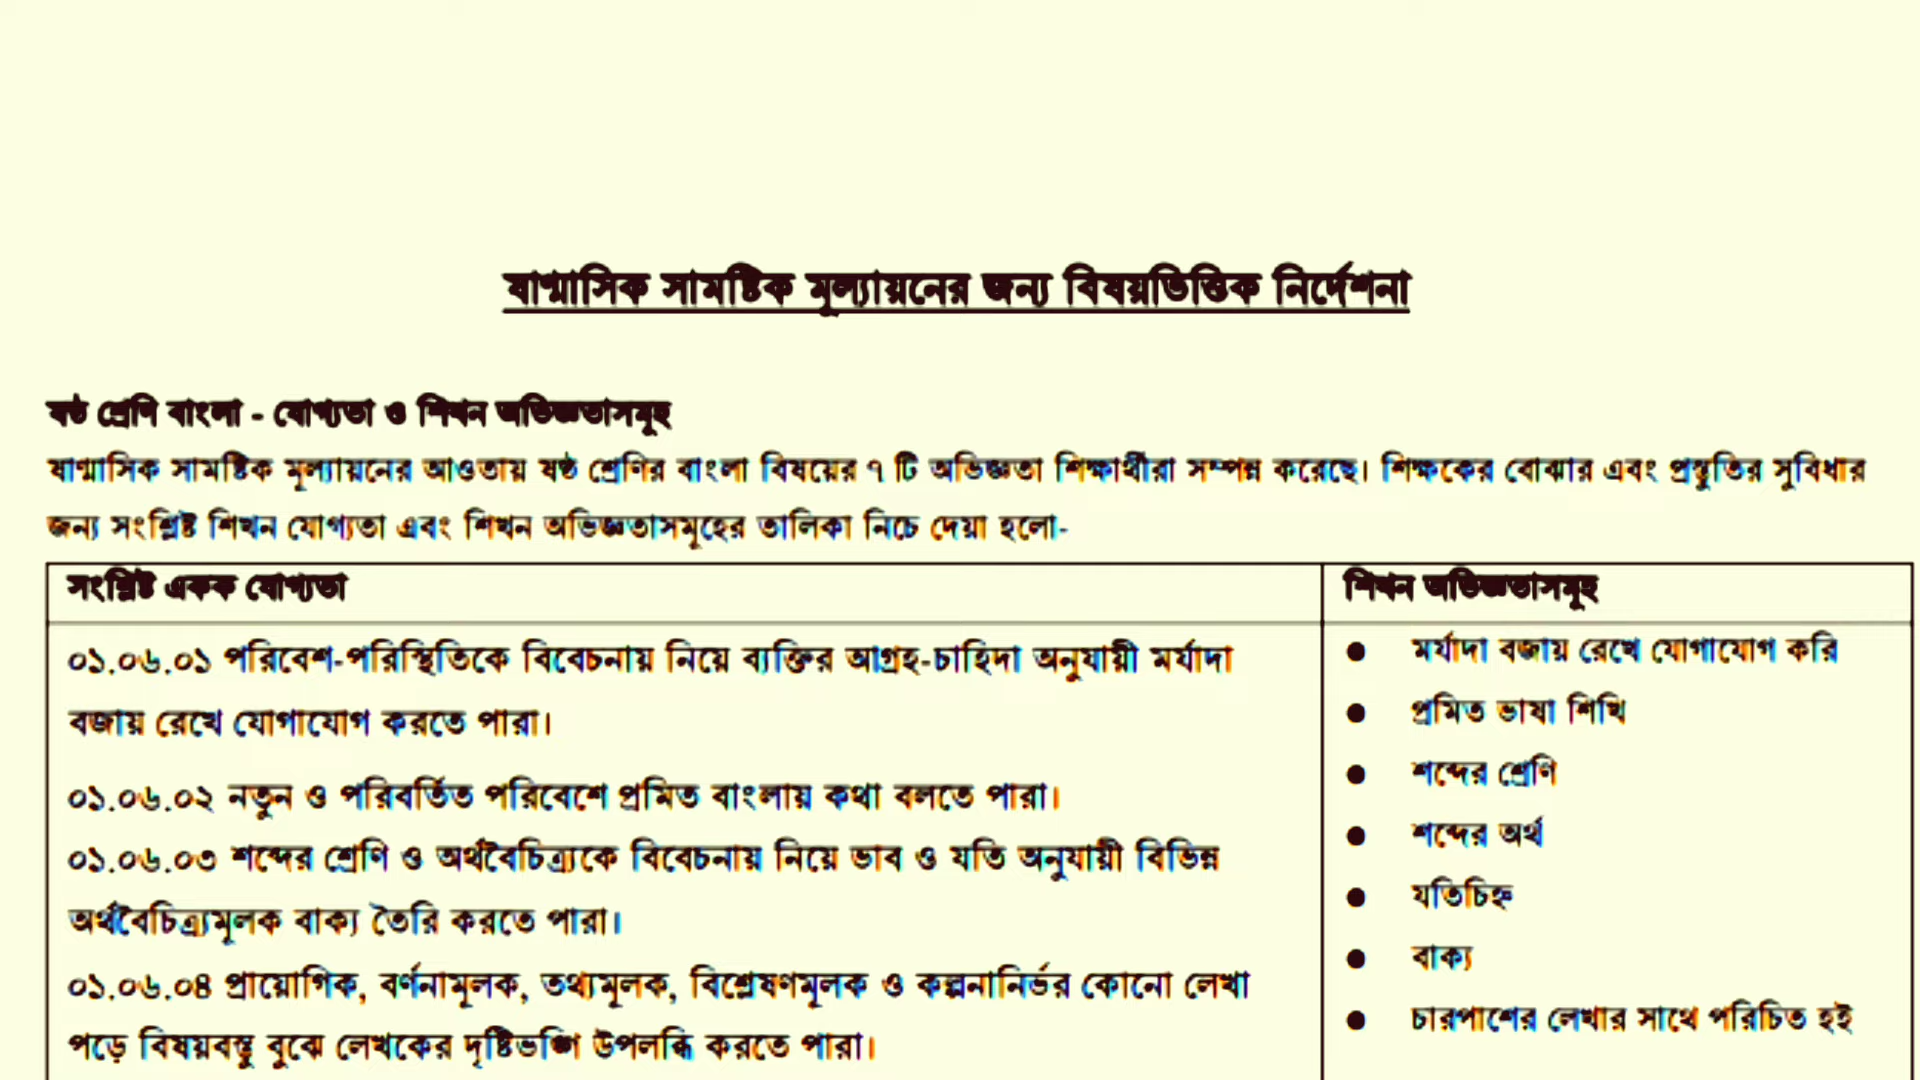 ষাণ্মাসিক সামষ্টিক মূল্যায়নের জন্য বিষয়ভিত্তিক নির্দেশনা
ষষ্ঠ শ্রেণি বাংলা - যোগ্যতা ও শিখন অভিজ্ঞতাসমূহ
ষাণ্মাসিক সামষ্টিক মূল্যায়নের আওতায় ষষ্ঠ শ্রেণির বাংলা বিষয়ের ৭ টি অভিজ্ঞতা শিক্ষার্থীরা সম্পন্ন করেছে। শিক্ষকের বোঝার এবং প্রস্তুতির সুবিধার
জন্য সংশ্লিষ্ট শিখন যোগ্যতা এবং শিখন অভিজ্ঞতাসমূহের তালিকা নিচে দেয়া হলো-
সংশ্লিষ্ট একক যোগ্যতা
০১.০৬.০১ পরিবেশ-পরিস্থিতিকে বিবেচনায় নিয়ে ব্যক্তির আগ্রহ-চাহিদা অনুযায়ী মর্যাদা
বজায় রেখে যোগাযোগ করতে পারা।
০১.০৬.০২ নতুন ও পরিবর্তিত পরিবেশে প্রমিত বাংলায় কথা বলতে পারা।
০১.০৬.০৩ শব্দের শ্রেণি ও অর্থবৈচিত্র্যকে বিবেচনায় নিয়ে ভাব ও যতি অনুযায়ী বিভিন্ন
অর্থবৈচিত্র্যমূলক বাক্য তৈরি করতে পারা।
০১.০৬.০৪ প্রায়োগিক, বর্ণনামূলক, তথ্যমূলক, বিশ্লেষণমূলক ও কল্পনানির্ভর কোনো লেখা
পড়ে বিষয়বস্তু বুঝে লেখকের দৃষ্টিভঙ্গি উপলব্ধি করতে পারা।
শিখন অভিজ্ঞতাসমূহ
● মর্যাদা বজায় রেখে যোগাযোগ করি
● প্রমিত ভাষা শিখি
● শব্দের শ্রেণি
● শব্দের অর্থ
● যতিচিহ্ন
● বাক্য
● চারপাশের লেখার সাথে পরিচিত হই